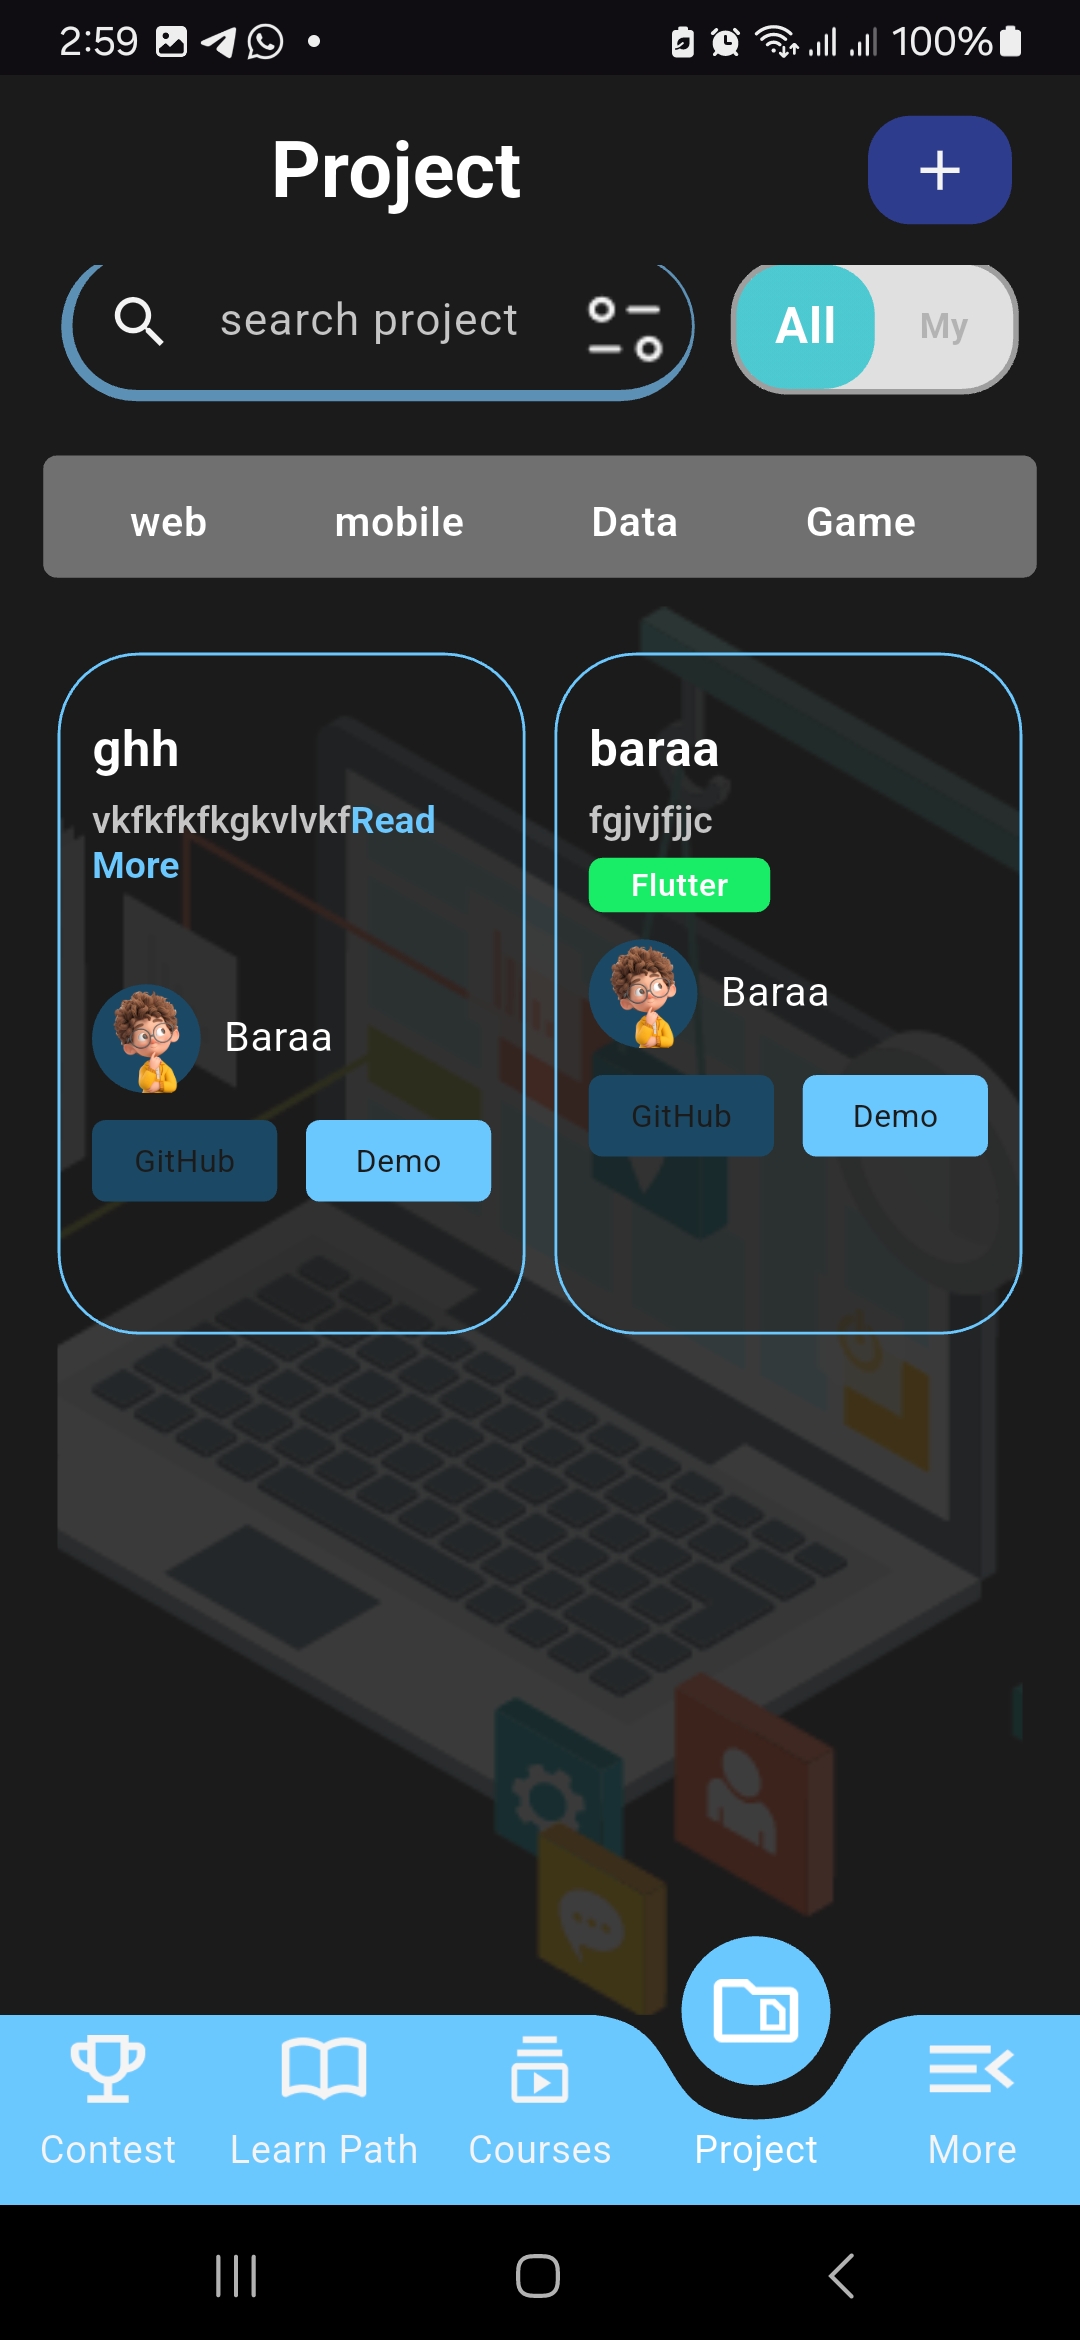 2:59
100%
Project
+
search project
All
My
web mobile Data Game
ghh
vkfkfkfkgkvlvkfRead
More
Baraa
GitHub Demo
baraa
fgjvjfjjc
Flutter
Baraa
GitHub Demo
Contest Learn Path Courses Project More